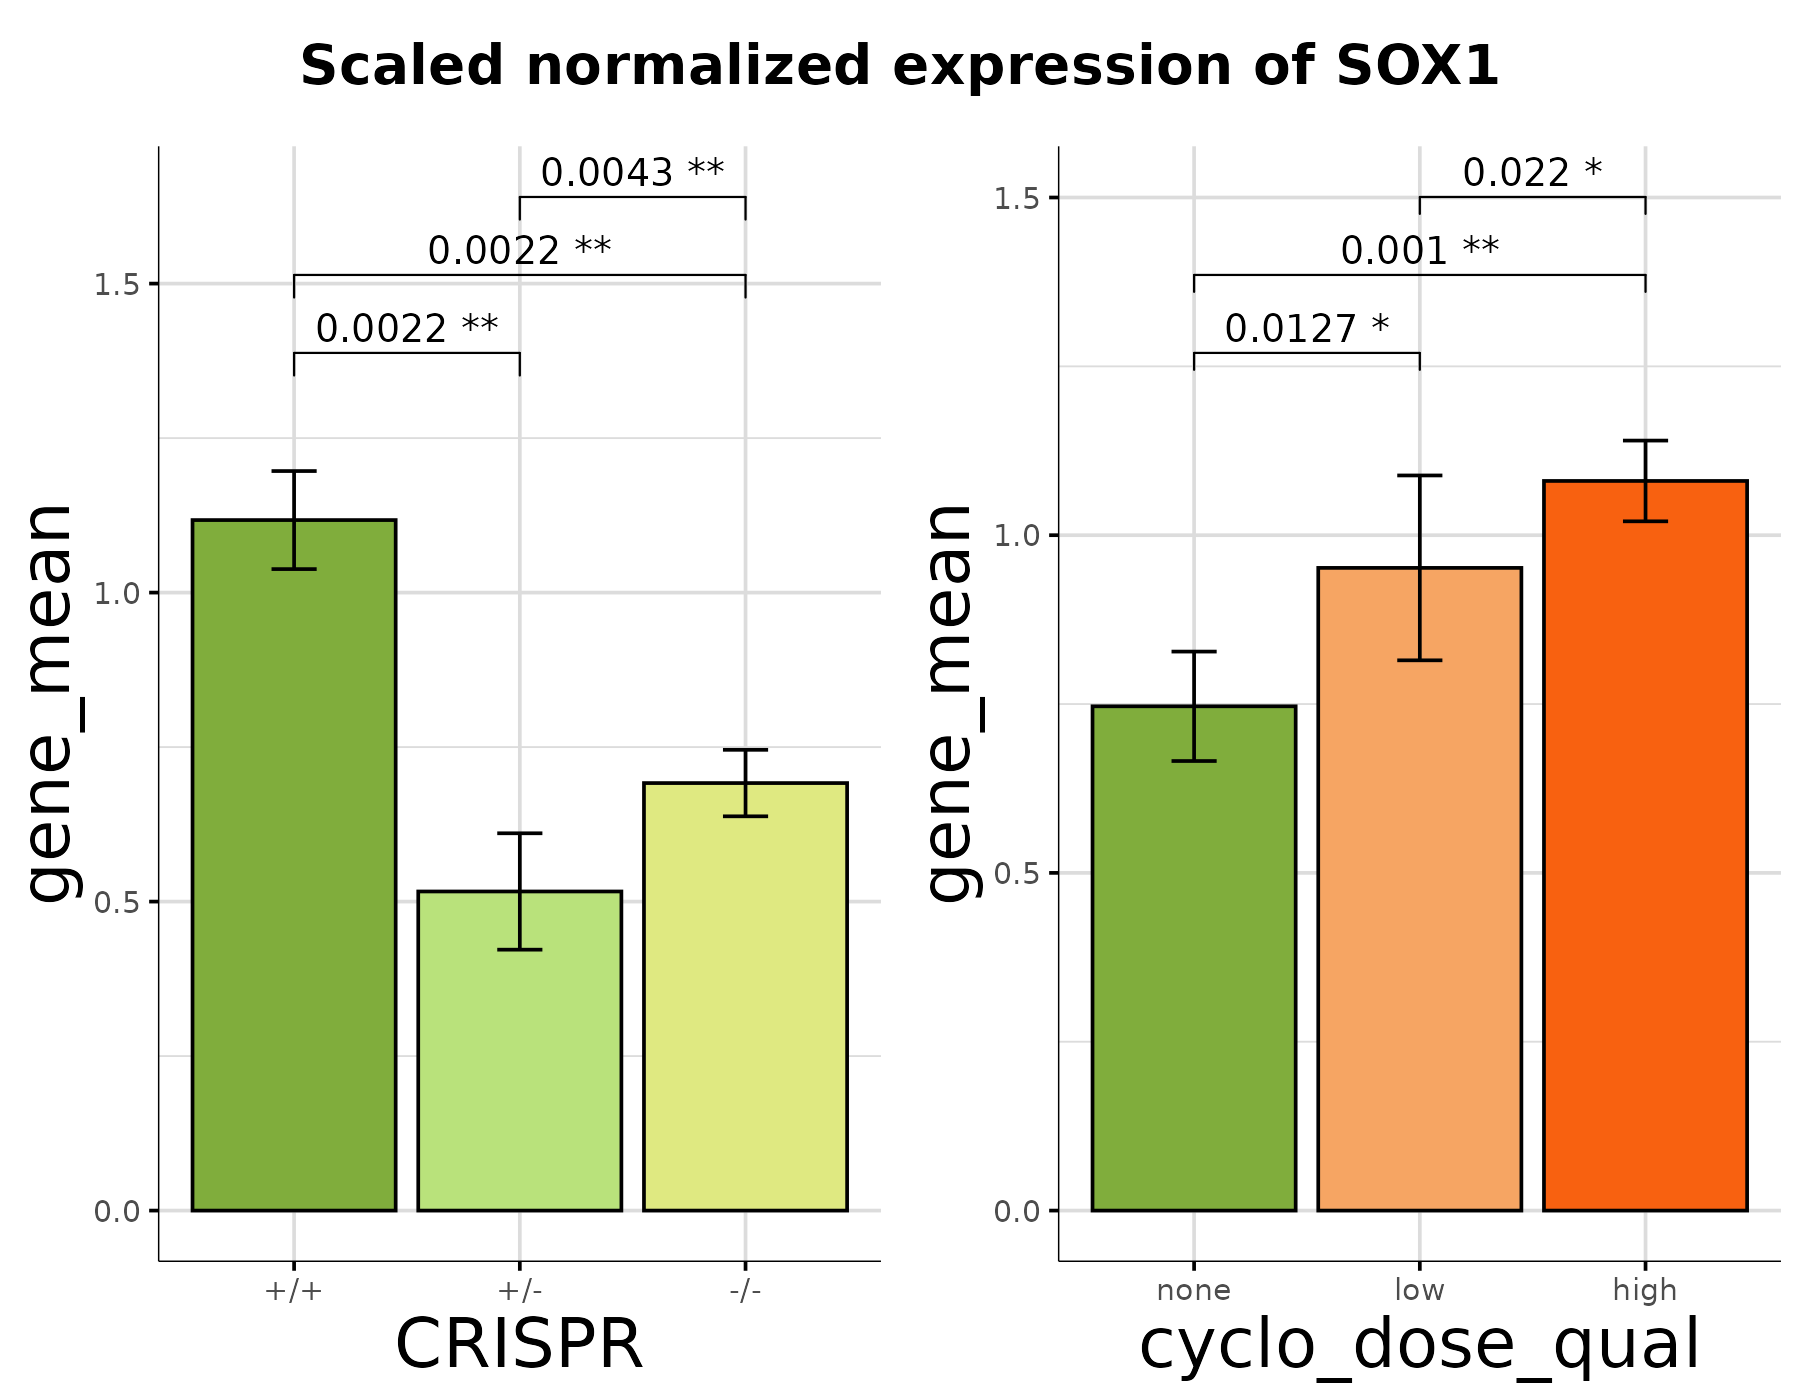 Scaled normalized expression of SOX1
0.0043 **
0.0022 **
0.0022 **
1.5
1.0
0.5
0.0
gene_mean
+/+ +/- -/-
CRISPR
0.022 *
0.001 **
0.0127 *
1.5
1.0
0.5
0.0
gene_mean
none low high
cyclo_dose_qual